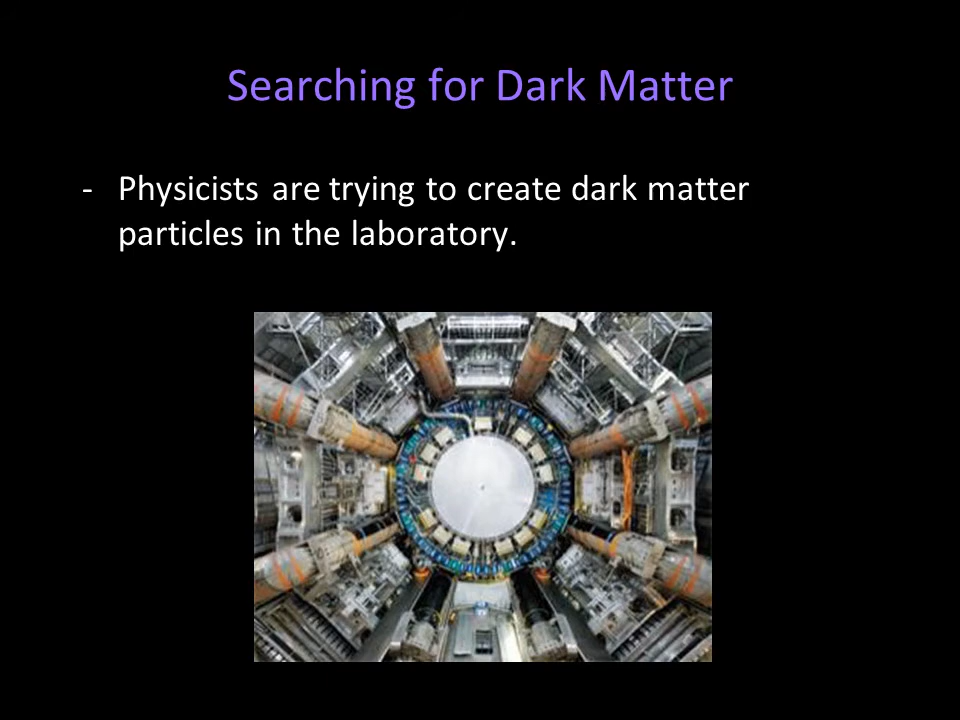 Searching for Dark Matter
- Physicists are trying to create dark matter
particles in the laboratory.